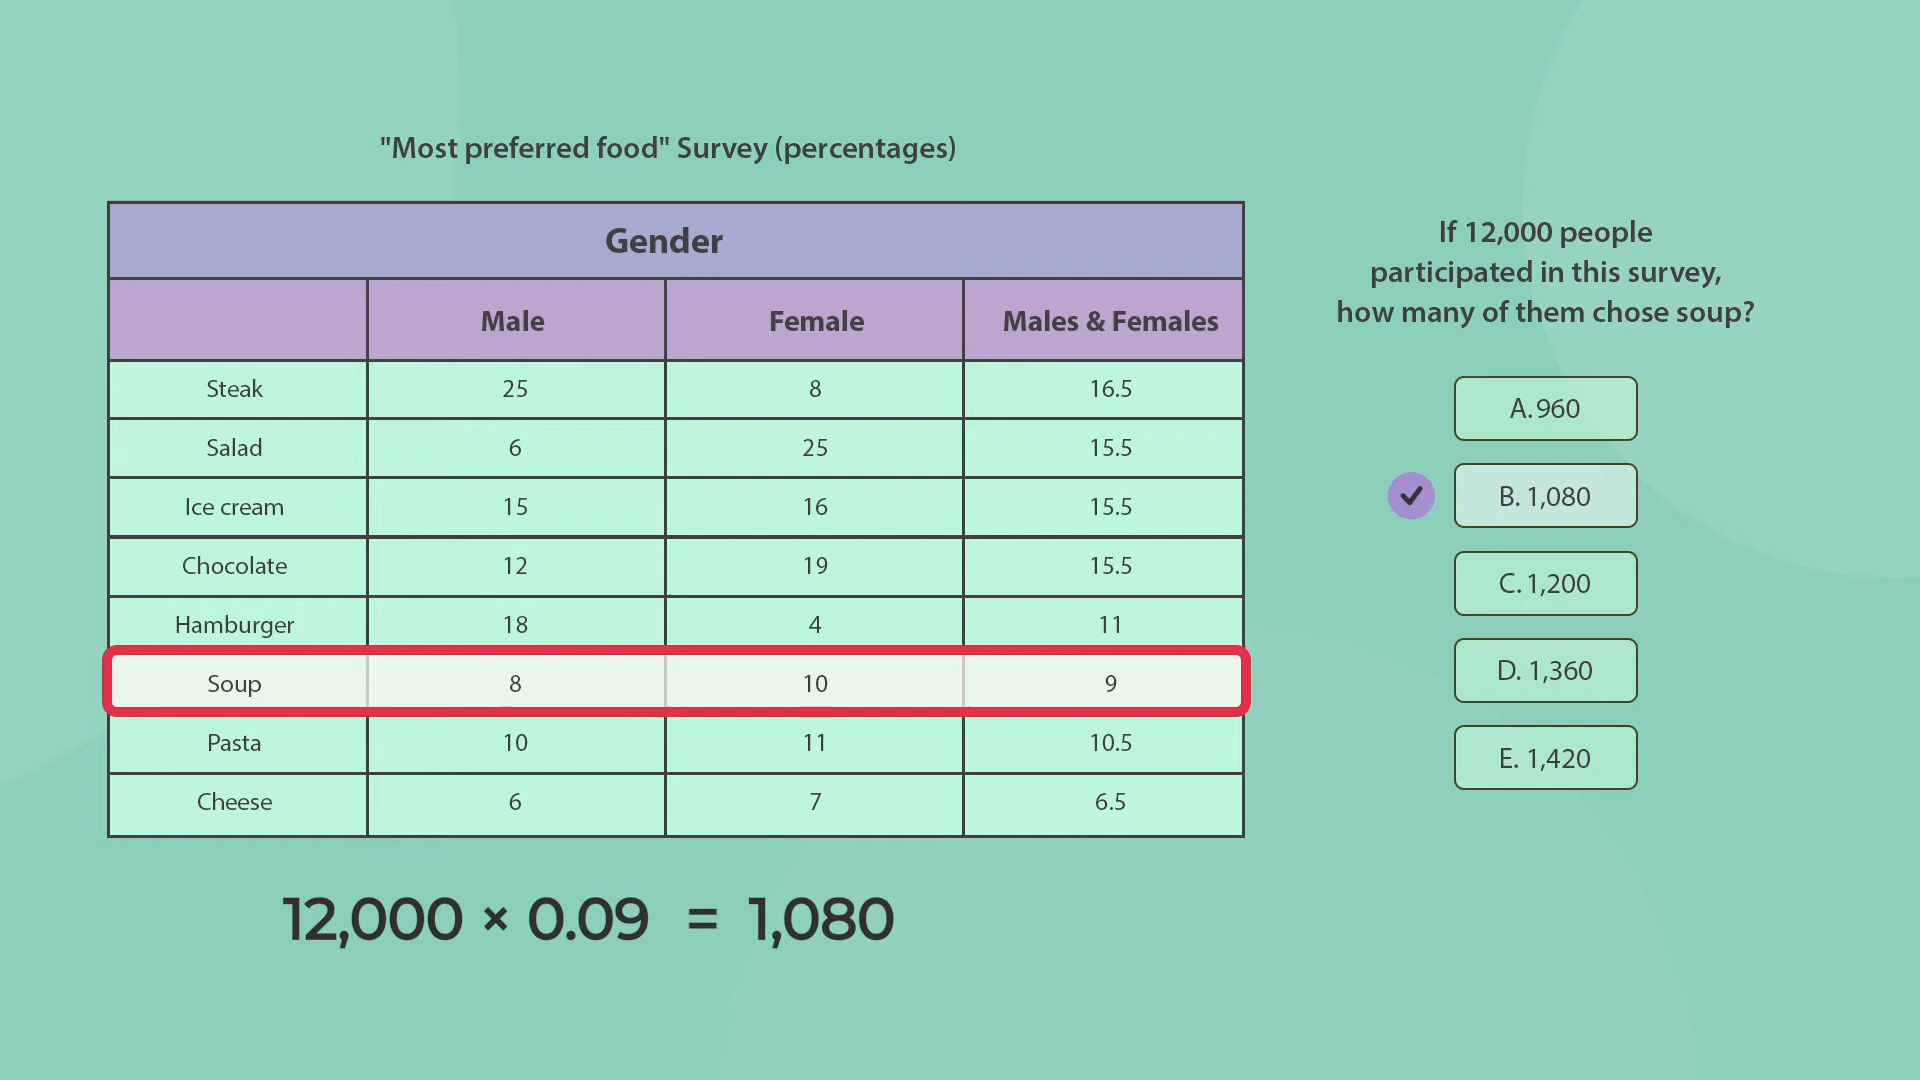 "Most preferred food" Survey (percentages)
Gender
Male Female Males & Females
Steak 25 8 16.5
Salad 6 25 15.5
Ice cream 15 16 15.5
Chocolate 12 19 15.5
Hamburger 18 4 11
Soup 8 10 9
Pasta 10 11 10.5
Cheese 6 7 6.5
12,000 × 0.09 = 1,080
If 12,000 people
participated in this survey,
how many of them chose soup?
A. 960
B. 1,080
C. 1,200
D. 1,360
E. 1,420